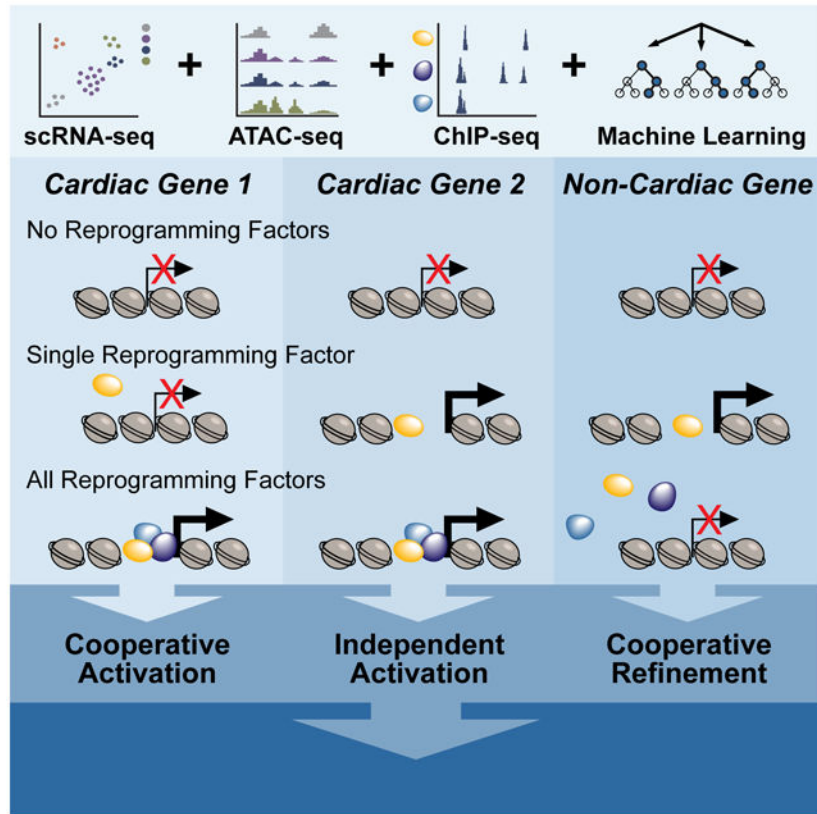 scRNA-seq
ATAC-seq
ChIP-seq
Machine Learning
+
+
+
Cardiac Gene 1
Cardiac Gene 2
Non-Cardiac Gene
No Reprogramming Factors
X
X
X
Single Reprogramming Factor
X
All Reprogramming Factors
X
Cooperative
Activation
Independent
Activation
Cooperative
Refinement